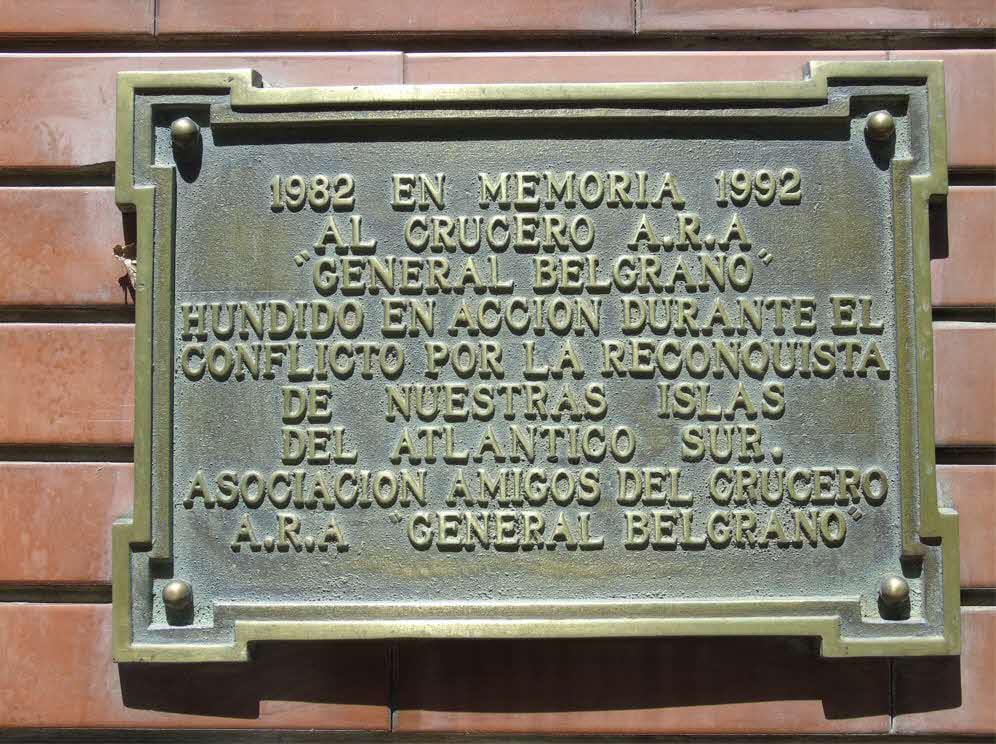 1982 EN MEMORIA 1992
AL CRUCERO A.R.A
"GENERAL BELGRANO"
HUNDIDO EN ACCION DURANTE EL
CONFLICTO POR LA RECONQUISTA
DE NUESTRAS ISLAS
DEL ATLANTICO SUR.
ASOCIACION AMIGOS DEL CRUCERO
A.R.A "GENERAL BELGRANO"